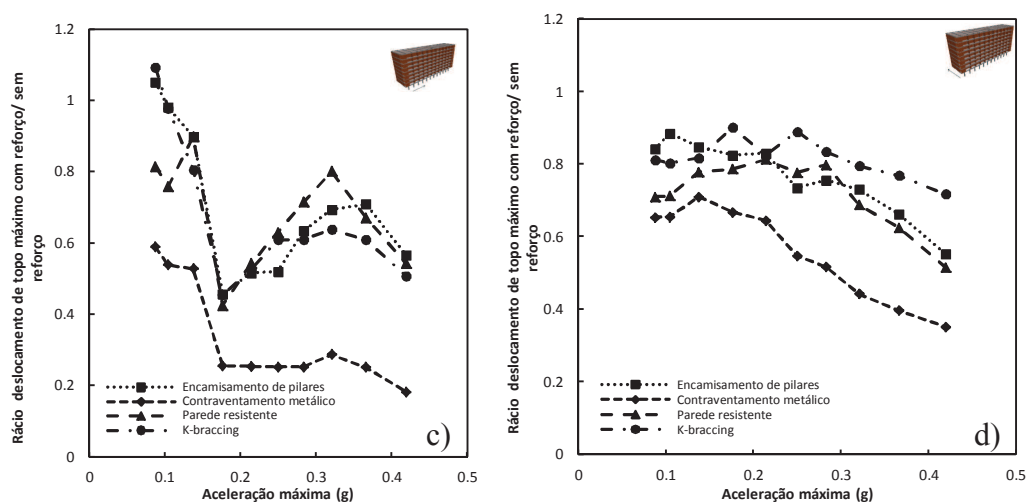 Rácio deslocamento de topo máximo com reforço/ sem
reforço
1.2
1
0.8
0.6
0.4
0.2
0
Encamisamento de pilares
Contraventamento metálico
Parede resistente
K-braccing
c)
0
0.1
0.2
0.3
0.4
0.5
Aceleração máxima (g)
Rácio deslocamento de topo máximo com reforço/ sem
reforço
1.2
1
0.8
0.6
0.4
0.2
0
Encamisamento de pilares
Contraventamento metálico
Parede resistente
K-braccing
d)
0
0.1
0.2
0.3
0.4
0.5
Aceleração máxima (g)